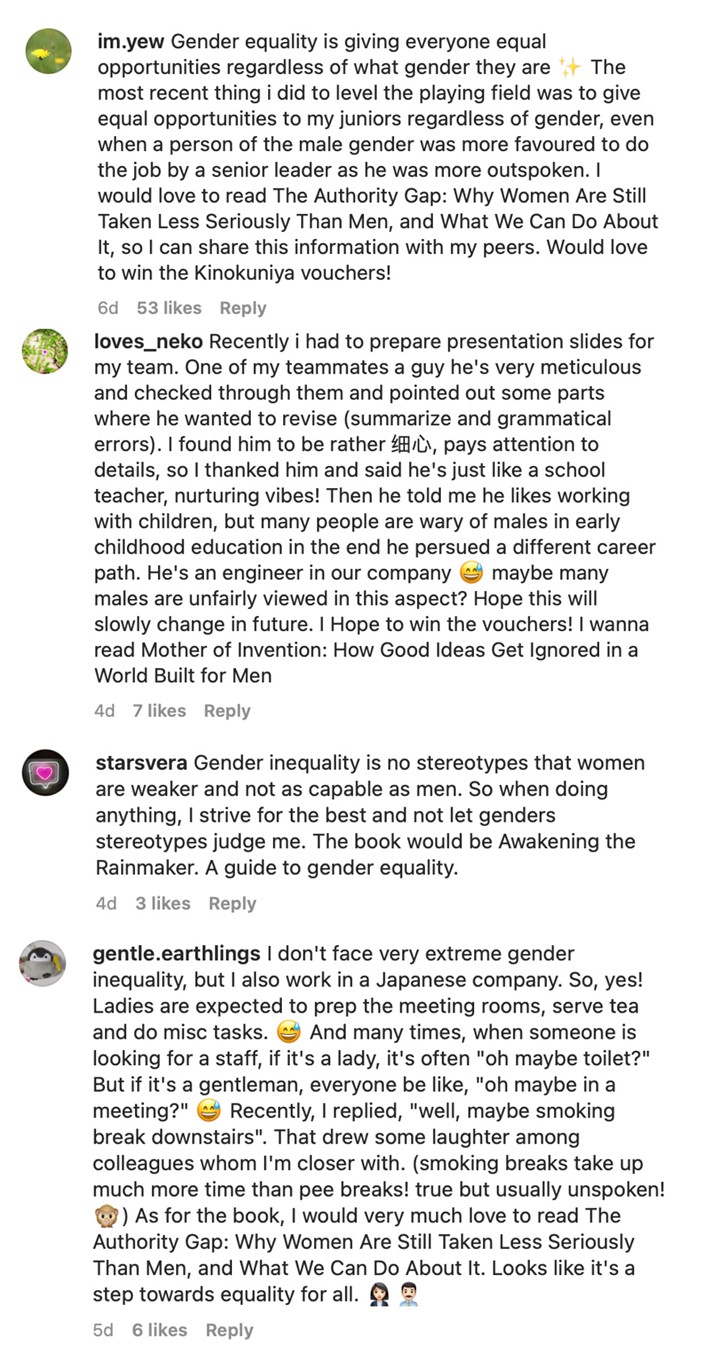 im.yew Gender equality is giving everyone equal
opportunities regardless of what gender they are ✨ The
most recent thing i did to level the playing field was to give
equal opportunities to my juniors regardless of gender, even
when a person of the male gender was more favoured to do
the job by a senior leader as he was more outspoken. I
would love to read The Authority Gap: Why Women Are Still
Taken Less Seriously Than Men, and What We Can Do About
It, so I can share this information with my peers. Would love
to win the Kinokuniya vouchers!
6d 53 likes Reply
loves_neko Recently i had to prepare presentation slides for
my team. One of my teammates a guy he's very meticulous
and checked through them and pointed out some parts
where he wanted to revise (summarize and grammatical
errors). I found him to be rather 细心, pays attention to
details, so I thanked him and said he's just like a school
teacher, nurturing vibes! Then he told me he likes working
with children, but many people are wary of males in early
childhood education in the end he persued a different career
path. He's an engineer in our company 😅 maybe many
males are unfairly viewed in this aspect? Hope this will
slowly change in future. I Hope to win the vouchers! I wanna
read Mother of Invention: How Good Ideas Get Ignored in a
World Built for Men
4d 7 likes Reply
starsvera Gender inequality is no stereotypes that women
are weaker and not as capable as men. So when doing
anything, I strive for the best and not let genders
stereotypes judge me. The book would be Awakening the
Rainmaker. A guide to gender equality.
4d 3 likes Reply
gentle.earthlings I don't face very extreme gender
inequality, but I also work in a Japanese company. So, yes!
Ladies are expected to prep the meeting rooms, serve tea
and do misc tasks. 😅 And many times, when someone is
looking for a staff, if it's a lady, it's often "oh maybe toilet?"
But if it's a gentleman, everyone be like, "oh maybe in a
meeting?" 😅 Recently, I replied, "well, maybe smoking
break downstairs". That drew some laughter among
colleagues whom I'm closer with. (smoking breaks take up
much more time than pee breaks! true but usually unspoken!
🙊) As for the book, I would very much love to read The
Authority Gap: Why Women Are Still Taken Less Seriously
Than Men, and What We Can Do About It. Looks like it's a
step towards equality for all. 👩🏻‍💼 👨🏻‍💼
5d 6 likes Reply